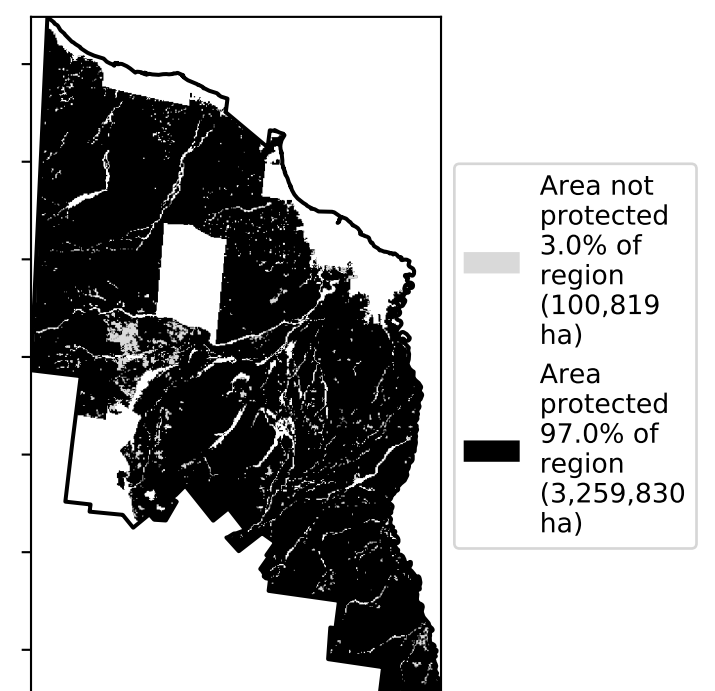 Area not
protected
3.0% of
region
(100,819
ha)
Area
protected
97.0% of
region
(3,259,830
ha)